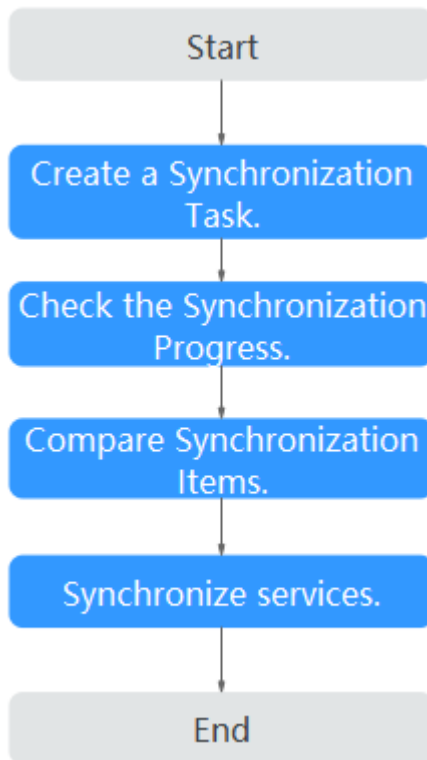 Start
Create a Synchronization
Task.
Check the Synchronization
Progress.
Compare Synchronization
Items.
Synchronize services.
End